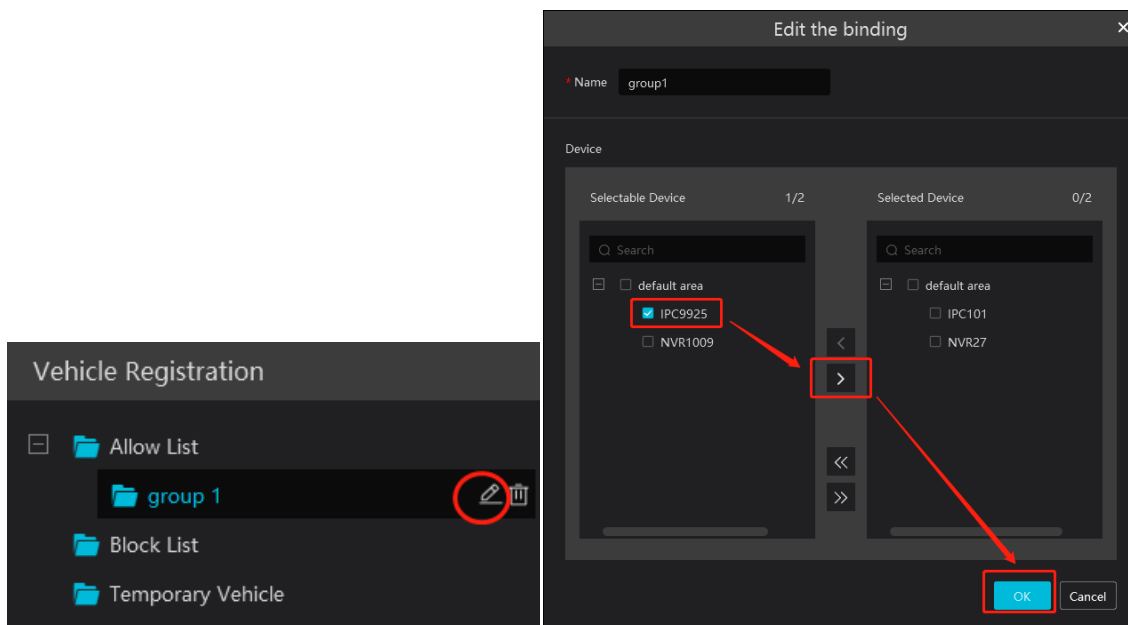 Vehicle Registration
Allow List
group 1
Block List
Temporary Vehicle
Edit the binding
* Name group1
Device
Selectable Device 1/2
Search
default area
IPC9925
NVR1009
Selected Device 0/2
Search
default area
IPC101
NVR27
OK Cancel